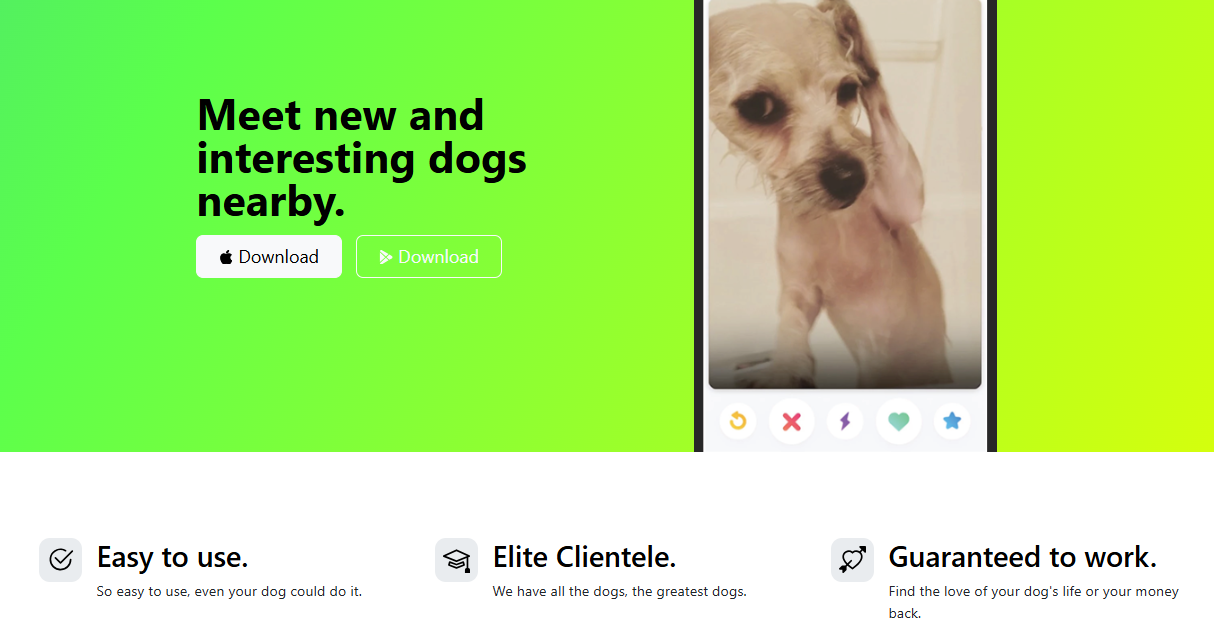 Meet new and
interesting dogs
nearby.
Download Download
Easy to use.
So easy to use, even your dog could do it.
Elite Clientele.
We have all the dogs, the greatest dogs.
Guaranteed to work.
Find the love of your dog's life or your money
back.